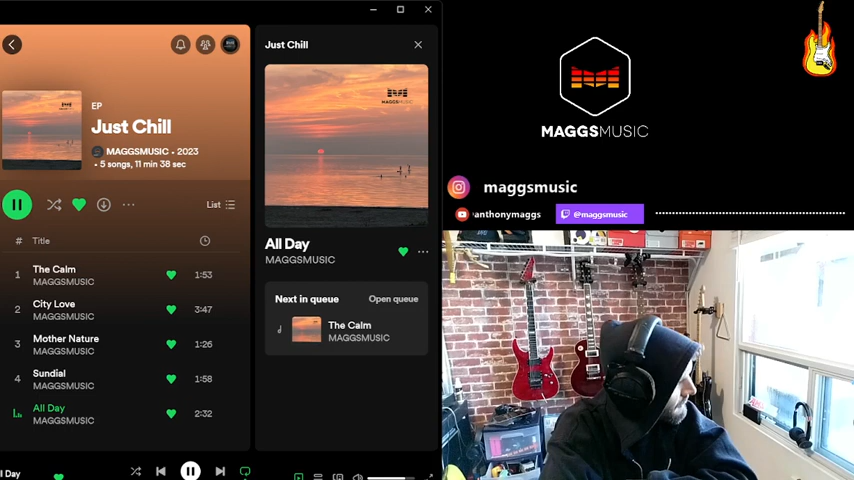 EP
Just Chill
MAGGSMUSIC • 2023
• 5 songs, 11 min 38 sec
List
# Title
1 The Calm 1:53
MAGGSMUSIC
2 City Love 3:47
MAGGSMUSIC
3 Mother Nature 1:26
MAGGSMUSIC
4 Sundial 1:58
MAGGSMUSIC
All Day 2:32
MAGGSMUSIC
ll Day
Just Chill
MAGGSMUSIC
All Day
MAGGSMUSIC
Next in queue Open queue
The Calm
MAGGSMUSIC
MAGGSMUSIC
maggsmusic
anthonymaggs
@maggsmusic